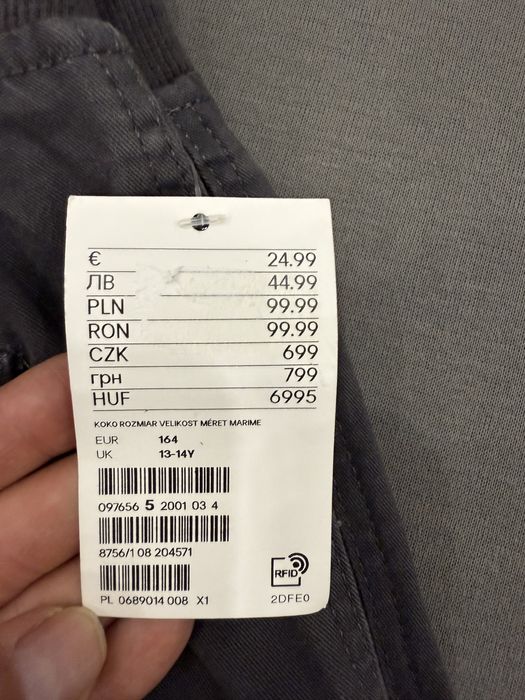 € 24.99
ЛВ 44.99
PLN 99.99
RON 99.99
CZK 699
грн 799
HUF 6995
KOKO ROZMIAR VELIKOST MÉRET MARIME
EUR 164
UK 13-14Y
097656 5 2001 03 4
8756/1 08 204571
RFID
PL 0689014 008 X1
2DFE0